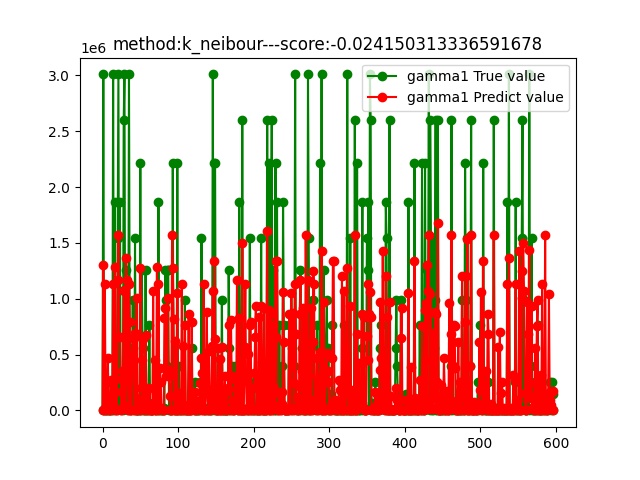 method:k_neibour---score:-0.024150313336591678
1e6
3.0
2.5
2.0
1.5
1.0
0.5
0.0
gamma1 True value
gamma1 Predict value
0 100 200 300 400 500 600